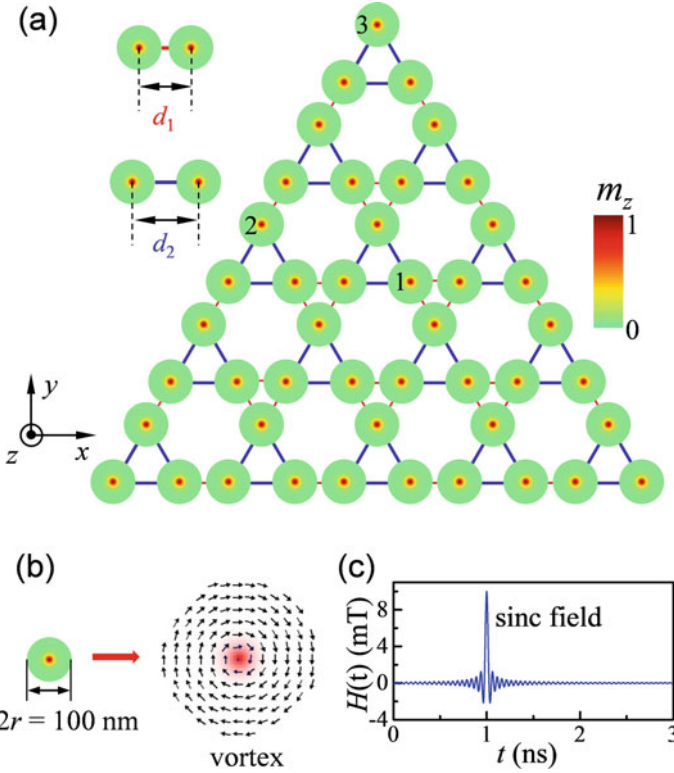 (a)
3
d1
mz
1
2
d2
1
0
y
z
x
(b)
(c)
8
sinc field
4
0
-4
H(t) (mT)
2r = 100 nm
vortex
0
1
2
3
t (ns)